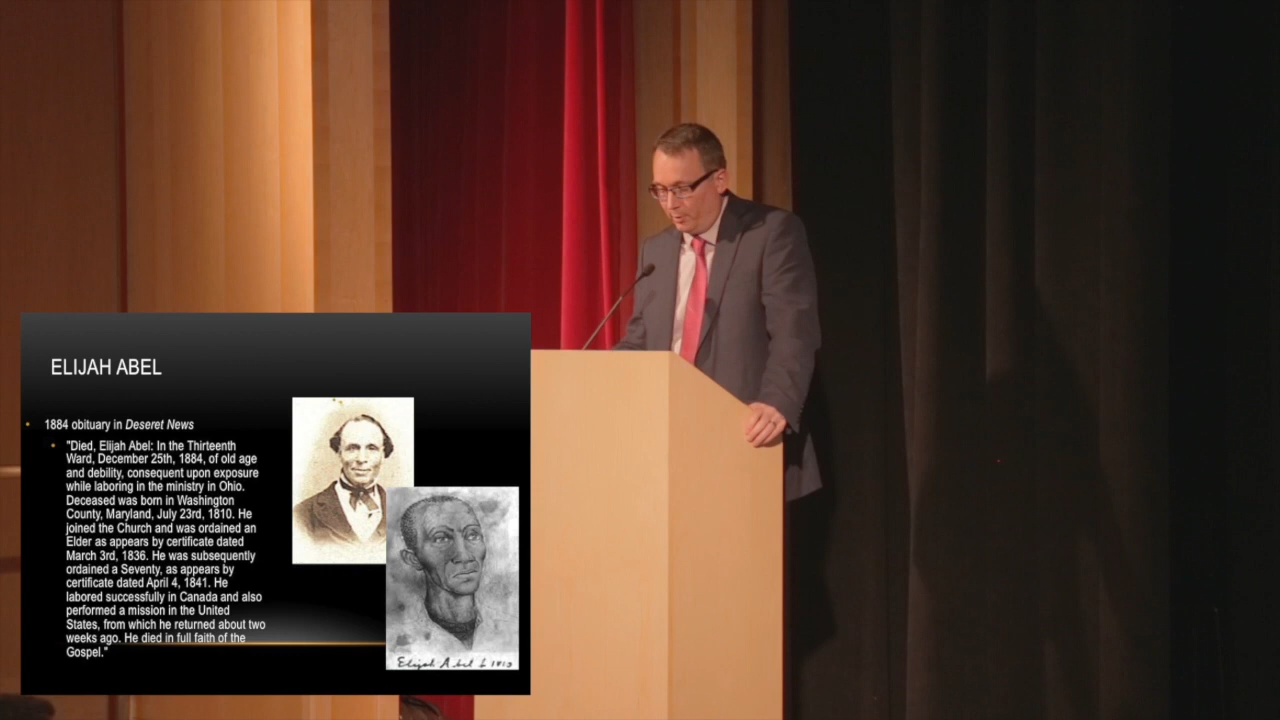 ELIJAH ABEL
• 1884 obituary in Deseret News
• "Died, Elijah Abel: In the Thirteenth
Ward, December 25th, 1884, of old age
and debility, consequent upon exposure
while laboring in the ministry in Ohio.
Deceased was born in Washington
County, Maryland, July 23rd, 1810. He
joined the Church and was ordained an
Elder as appears by certificate dated
March 3rd, 1836. He was subsequently
ordained a Seventy, as appears by
certificate dated April 4, 1841. He
labored successfully in Canada and also
performed a mission in the United
States, from which he returned about two
weeks ago. He died in full faith of the
Gospel."
Elijah Abel